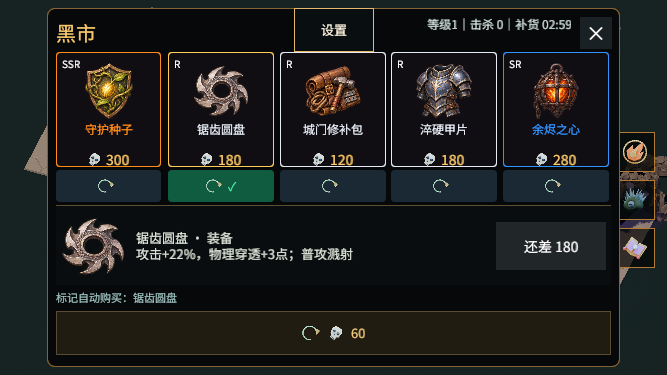 黑市
设置
等级1｜击杀 0｜补货 02:59
SSR
守护种子
300
R
锯齿圆盘
180
R
城门修补包
120
R
淬硬甲片
180
SR
余烬之心
280
锯齿圆盘 · 装备
攻击+22%，物理穿透+3点；普攻溅射
还差 180
标记自动购买：锯齿圆盘
60